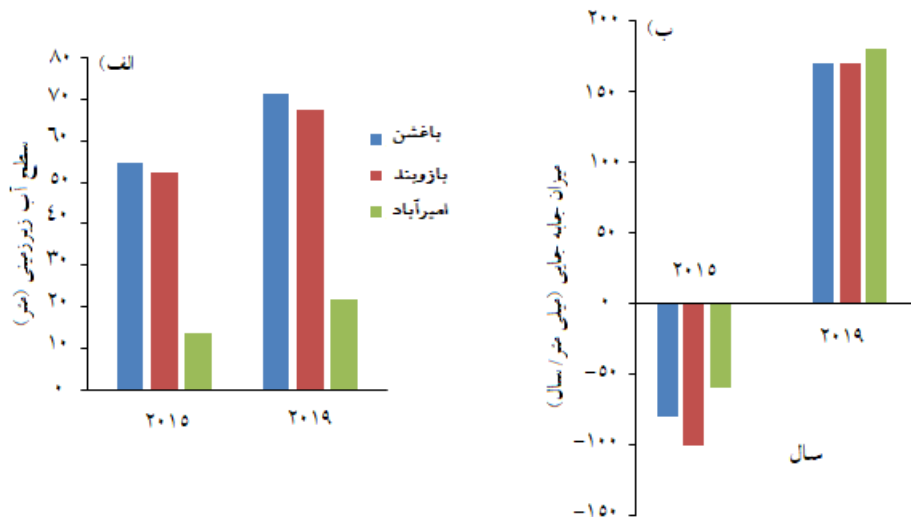 الف)
سطح آب زیرزمینی (متر)
۸۰
۷۰
۶۰
۵۰
۴۰
۳۰
۲۰
۱۰
۰
۲۰۱۵
۲۰۱۹
باغشن
بازوبند
امیرآباد
ب)
میزان جابه جایی (میلی متر/سال)
۲۰۰
۱۵۰
۱۰۰
۵۰
۰
-۵۰
-۱۰۰
-۱۵۰
۲۰۱۵
۲۰۱۹
سال